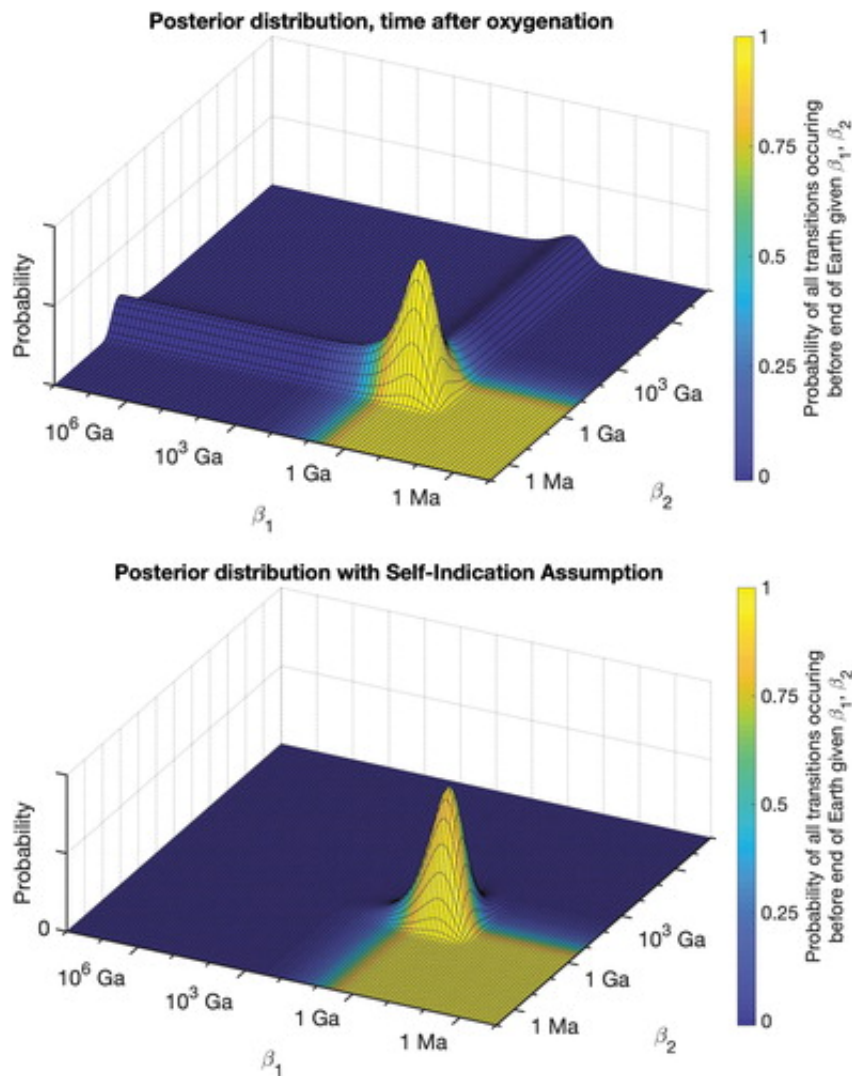 Posterior distribution, time after oxygenation
Probability
10⁶ Ga
10³ Ga
1 Ga
1 Ma
β₁
1 Ma
1 Ga
10³ Ga
β₂
1
0.75
0.5
0.25
0
Probability of all transitions occuring
before end of Earth given β₁, β₂
Posterior distribution with Self-Indication Assumption
Probability
0
10⁶ Ga
10³ Ga
1 Ga
1 Ma
β₁
1 Ma
1 Ga
10³ Ga
β₂
1
0.75
0.5
0.25
0
Probability of all transitions occuring
before end of Earth given β₁, β₂